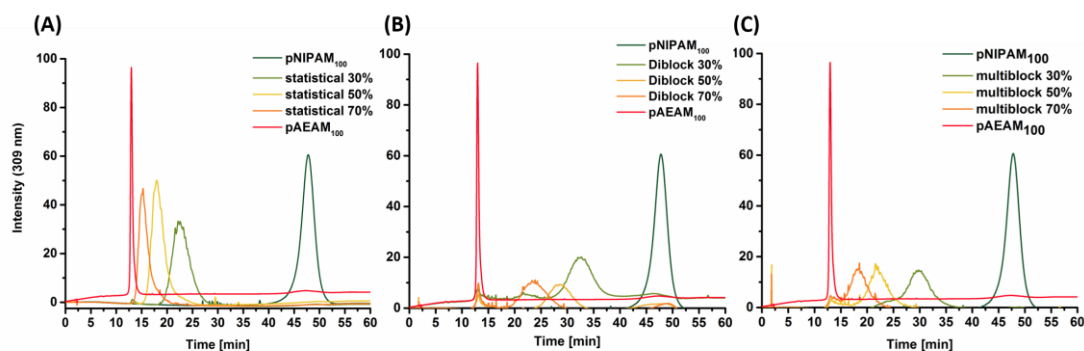 (A)
(B)
(C)
pNIPAM100
statistical 30%
statistical 50%
statistical 70%
pAEAM100
pNIPAM100
Diblock 30%
Diblock 50%
Diblock 70%
pAEAM100
pNIPAM100
multiblock 30%
multiblock 50%
multiblock 70%
pAEAM100
Intensity (309 nm)
100
80
60
40
20
0
100
80
60
40
20
0
100
80
60
40
20
0
0 5 10 15 20 25 30 35 40 45 50 55 60
0 5 10 15 20 25 30 35 40 45 50 55 60
0 5 10 15 20 25 30 35 40 45 50 55 60
Time [min]
Time [min]
Time [min]